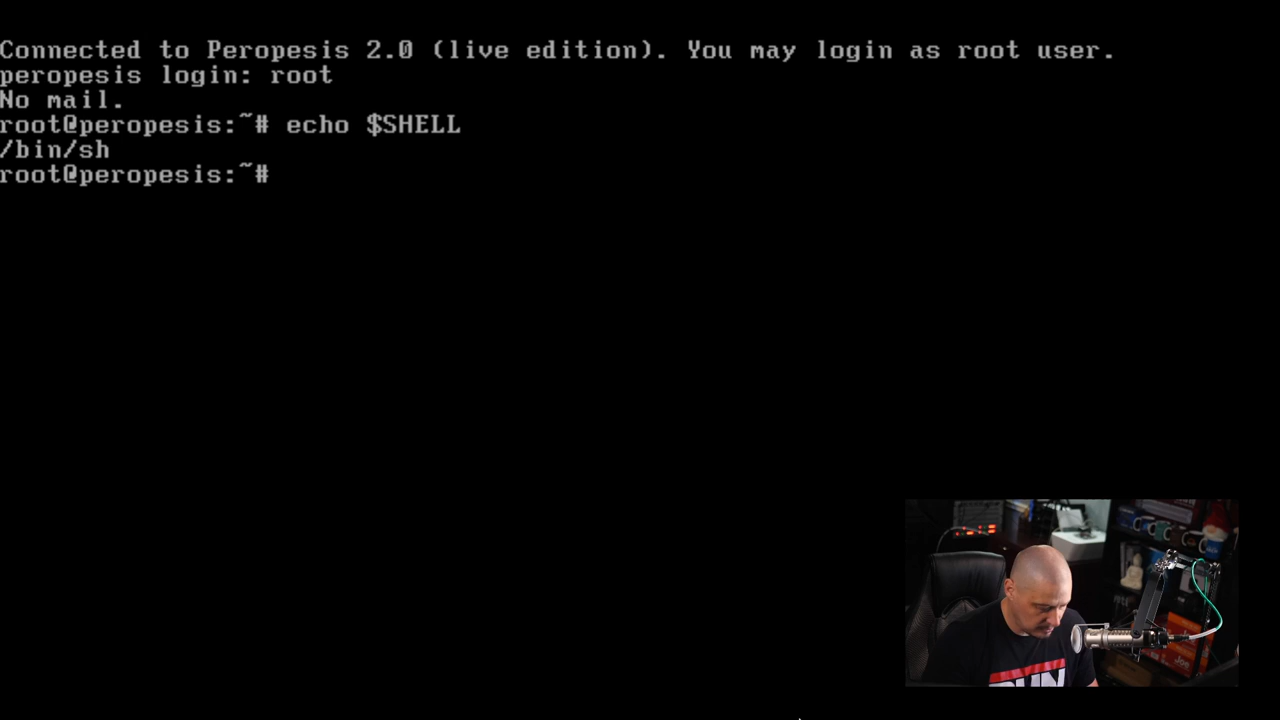 Connected to Peropesis 2.0 (live edition). You may login as root user.
peropesis login: root
No mail.
root@peropesis:~# echo $SHELL
/bin/sh
root@peropesis:~#